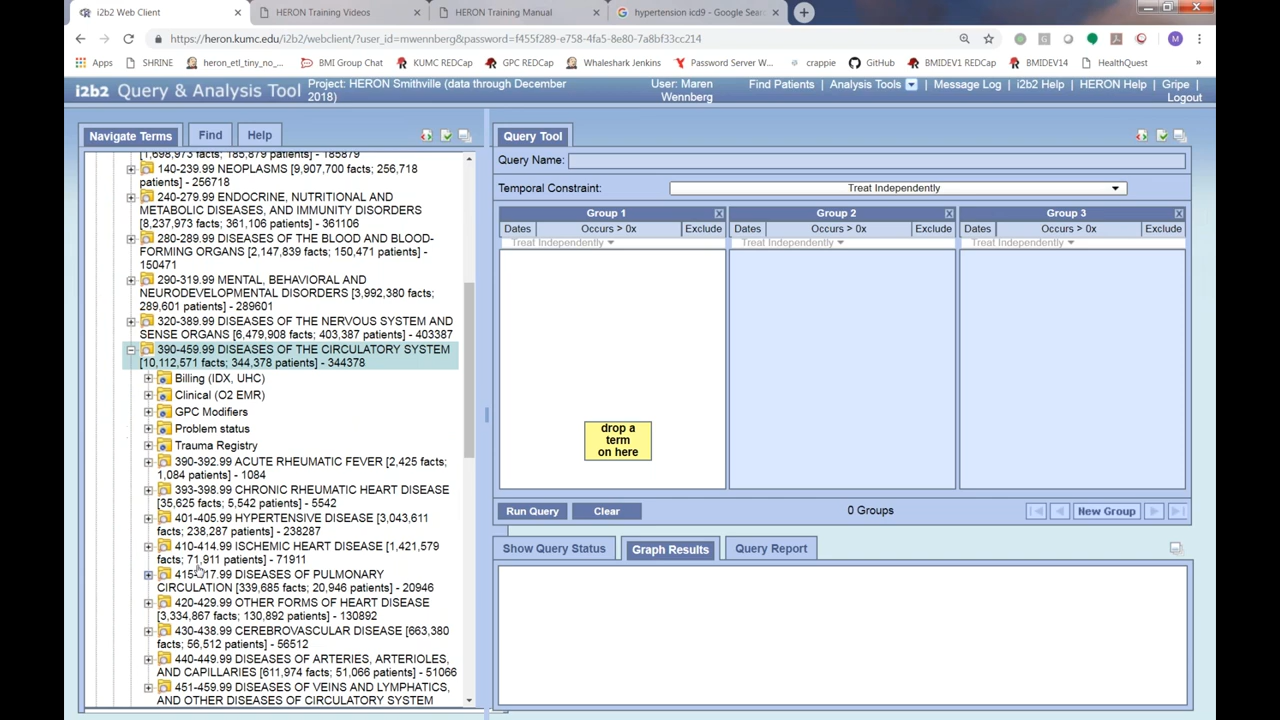 i2b2 Web Client
HERON Training Videos
HERON Training Manual
hypertension icd9 - Google Sear
https://heron.kumc.edu/i2b2/webclient/?user_id=mwennberg&password=f455f289-e758-4fa5-8e80-7a8bf33cc214
Apps
SHRINE
heron_etl_tiny_no_
BMI Group Chat
KUMC REDCap
GPC REDCap
Whaleshark Jenkins
Password Server W...
crappie
GitHub
BMIDEV1 REDCap
BMIDEV14
HealthQuest
i2b2 Query & Analysis Tool
Project: HERON Smithville (data through December
2018)
User: Maren
Wennberg
Find Patients
Analysis Tools
Message Log
i2b2 Help
HERON Help
Gripe
Logout
Navigate Terms
Find
Help
[1,698,973 facts; 185,879 patients] - 185879
140-239.99 NEOPLASMS [9,907,700 facts; 256,718
patients] - 256718
240-279.99 ENDOCRINE, NUTRITIONAL AND
METABOLIC DISEASES, AND IMMUNITY DISORDERS
[8,237,973 facts; 361,106 patients] - 361106
280-289.99 DISEASES OF THE BLOOD AND BLOOD-
FORMING ORGANS [2,147,839 facts; 150,471 patients] -
150471
290-319.99 MENTAL, BEHAVIORAL AND
NEURODEVELOPMENTAL DISORDERS [3,992,380 facts;
289,601 patients] - 289601
320-389.99 DISEASES OF THE NERVOUS SYSTEM AND
SENSE ORGANS [6,479,908 facts; 403,387 patients] - 403387
390-459.99 DISEASES OF THE CIRCULATORY SYSTEM
[10,112,571 facts; 344,378 patients] - 344378
Billing (IDX, UHC)
Clinical (O2 EMR)
GPC Modifiers
Problem status
Trauma Registry
390-392.99 ACUTE RHEUMATIC FEVER [2,425 facts;
1,084 patients] - 1084
393-398.99 CHRONIC RHEUMATIC HEART DISEASE
[35,625 facts; 5,542 patients] - 5542
401-405.99 HYPERTENSIVE DISEASE [3,043,611
facts; 238,287 patients] - 238287
410-414.99 ISCHEMIC HEART DISEASE [1,421,579
facts; 71,911 patients] - 71911
DISEASES OF PULMONARY
CIRCULATION [339,685 facts; 20,946 patients] - 20946
420-429.99 OTHER FORMS OF HEART DISEASE
[3,334,867 facts; 130,892 patients] - 130892
430-438.99 CEREBROVASCULAR DISEASE [663,380
facts; 56,512 patients] - 56512
440-449.99 DISEASES OF ARTERIES, ARTERIOLES,
AND CAPILLARIES [611,974 facts; 51,066 patients] - 51066
451-459.99 DISEASES OF VEINS AND LYMPHATICS,
AND OTHER DISEASES OF CIRCULATORY SYSTEM
Query Tool
Query Name:
Temporal Constraint:
Treat Independently
Group 1
Group 2
Group 3
Dates
Occurs > 0x
Exclude
Dates
Occurs > 0x
Exclude
Dates
Occurs > 0x
Exclude
Treat Independently
Treat Independently
Treat Independently
drop a
term
on here
Run Query
Clear
0 Groups
New Group
Show Query Status
Graph Results
Query Report